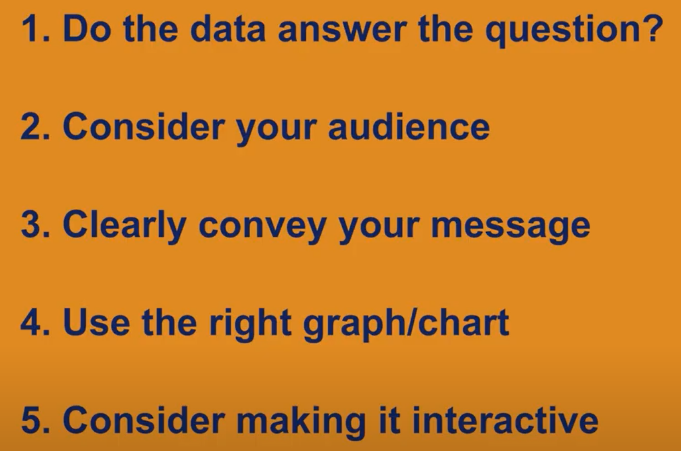 1. Do the data answer the question?
2. Consider your audience
3. Clearly convey your message
4. Use the right graph/chart
5. Consider making it interactive